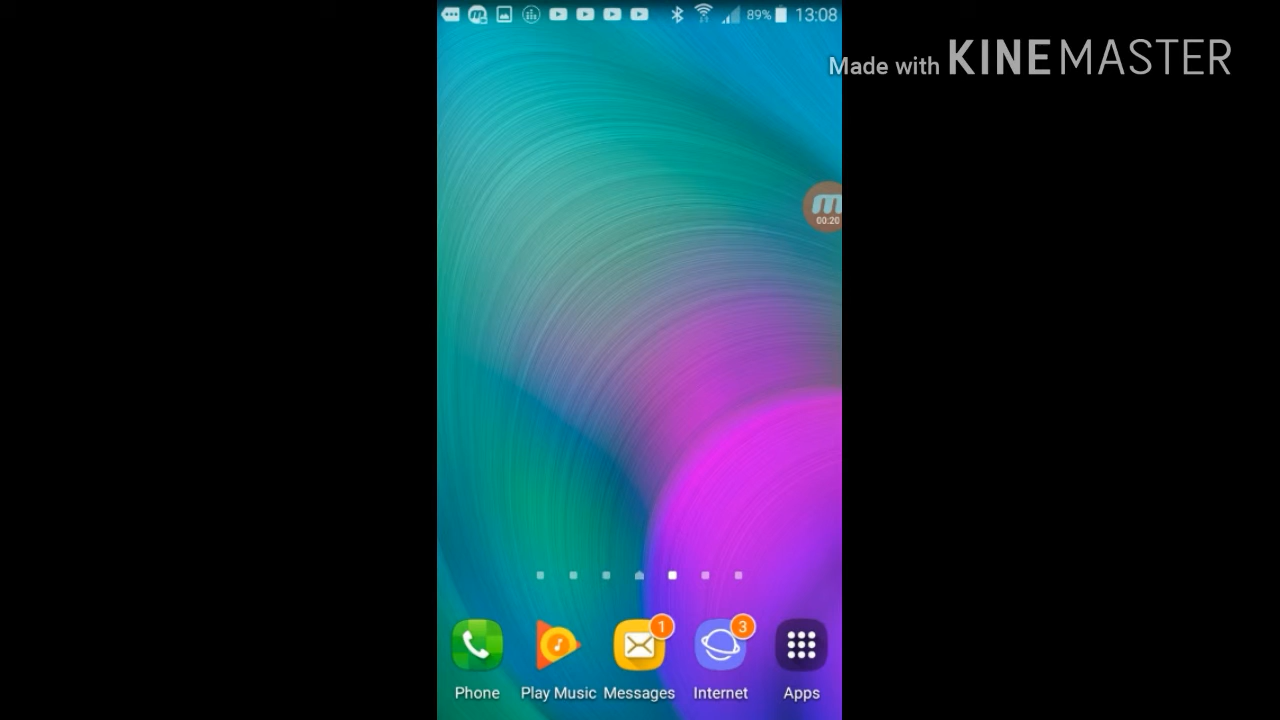 89% 13:08
Made with KINEMASTER
m
00:20
1
3
Phone Play Music Messages Internet Apps